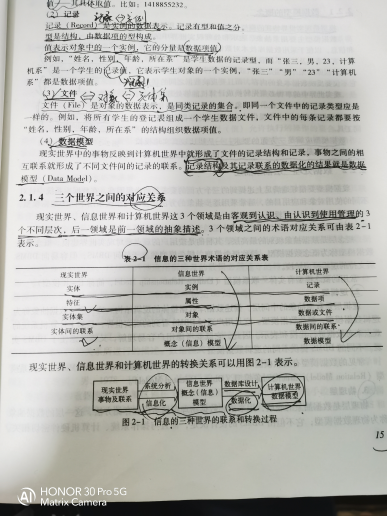 值），尤其体取值。比如：1418855232。
(2) 记录
记录（Record）是实例的数据表示。记录有型和值之分，
型是结构，由数据项的型构成。
值表示对象中的一个实例，它的分量是数据项值）
例如，“姓名，性别，年龄，所在系”是学生的记录型，而“张三，男，23，计算
机系”是一个学生的记录值，它表示学生对象的一个实例，“张三”“男”“23”“计算机
系”都是数据项值。
(3) 文件
文件（File）是对象的数据表示，是同类记录的集合。即同一个文件中的记录类型应是
一样的。例如，将所有学生的登记表组成一个学生数据文件，文件中的每条记录都要按
“姓名，性别，年龄，所在系”的结构组织数据项值。
(4) 数据模型
现实世界中的事物反映到计算机世界中就形成了文件的记录结构和记录，事物之间的相
互联系就形成了不同文件间的记录的联系。记录结构及其记录联系的数据化的结果就是数据
模型（Data Model）。
2.1.4 三个世界之间的对应关系
现实世界、信息世界和计算机世界这 3 个领域是由客观到认识、由认识到使用管理的 3
个不同层次，后一领域是前一领域的抽象描述。3 个领域之间的术语对应关系可由表 2-1
表示。
表 2-1 信息的三种世界术语的对应关系表
现实世界 信息世界 计算机世界
实体 实例 记录
特征 属性 数据项
实体集 对象 数据或文件
实体间的联系 对象间的联系 数据间的联系
概念（信息）模型 数据模型
现实世界、信息世界和计算机世界的转换关系可以用图 2-1 表示。
现实世界 系统分析 信息世界 数据库设计 计算机世界
事物及联系 信息化 概念（信息） 数据化 数据模型
模型
图 2-1 信息的三种世界的联系和转换过程
15
HONOR 30 Pro 5G
Matrix Camera